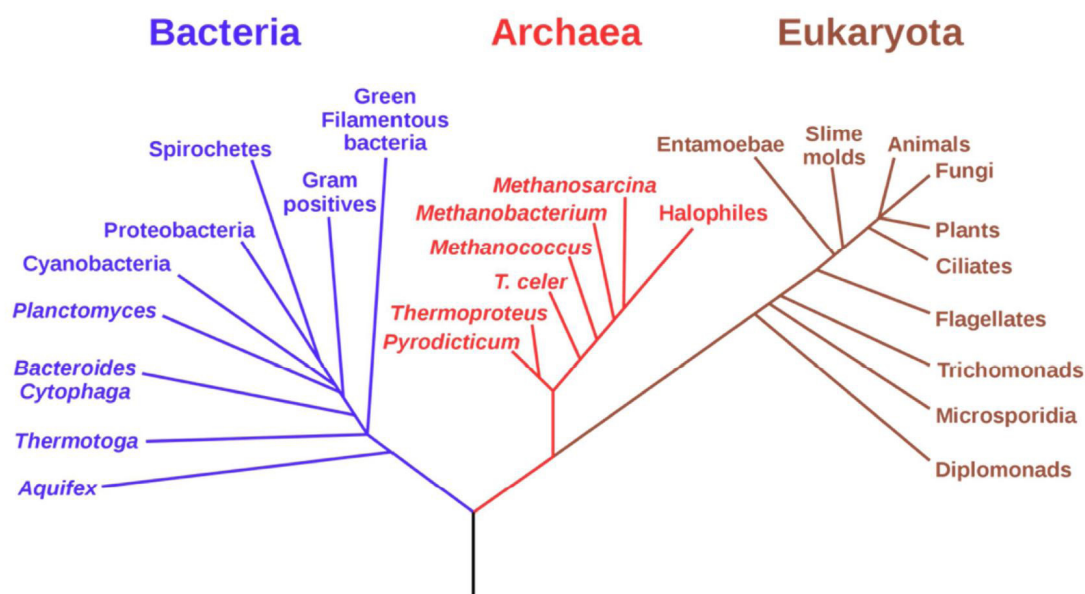 Bacteria
Archaea
Eukaryota
Green
Filamentous
bacteria
Spirochetes
Gram
positives
Proteobacteria
Cyanobacteria
Planctomyces
Bacteroides
Cytophaga
Thermotoga
Aquifex
Methanosarcina
Methanobacterium
Halophiles
Methanococcus
T. celer
Thermoproteus
Pyrodicticum
Entamoebae
Slime
molds
Animals
Fungi
Plants
Ciliates
Flagellates
Trichomonads
Microsporidia
Diplomonads